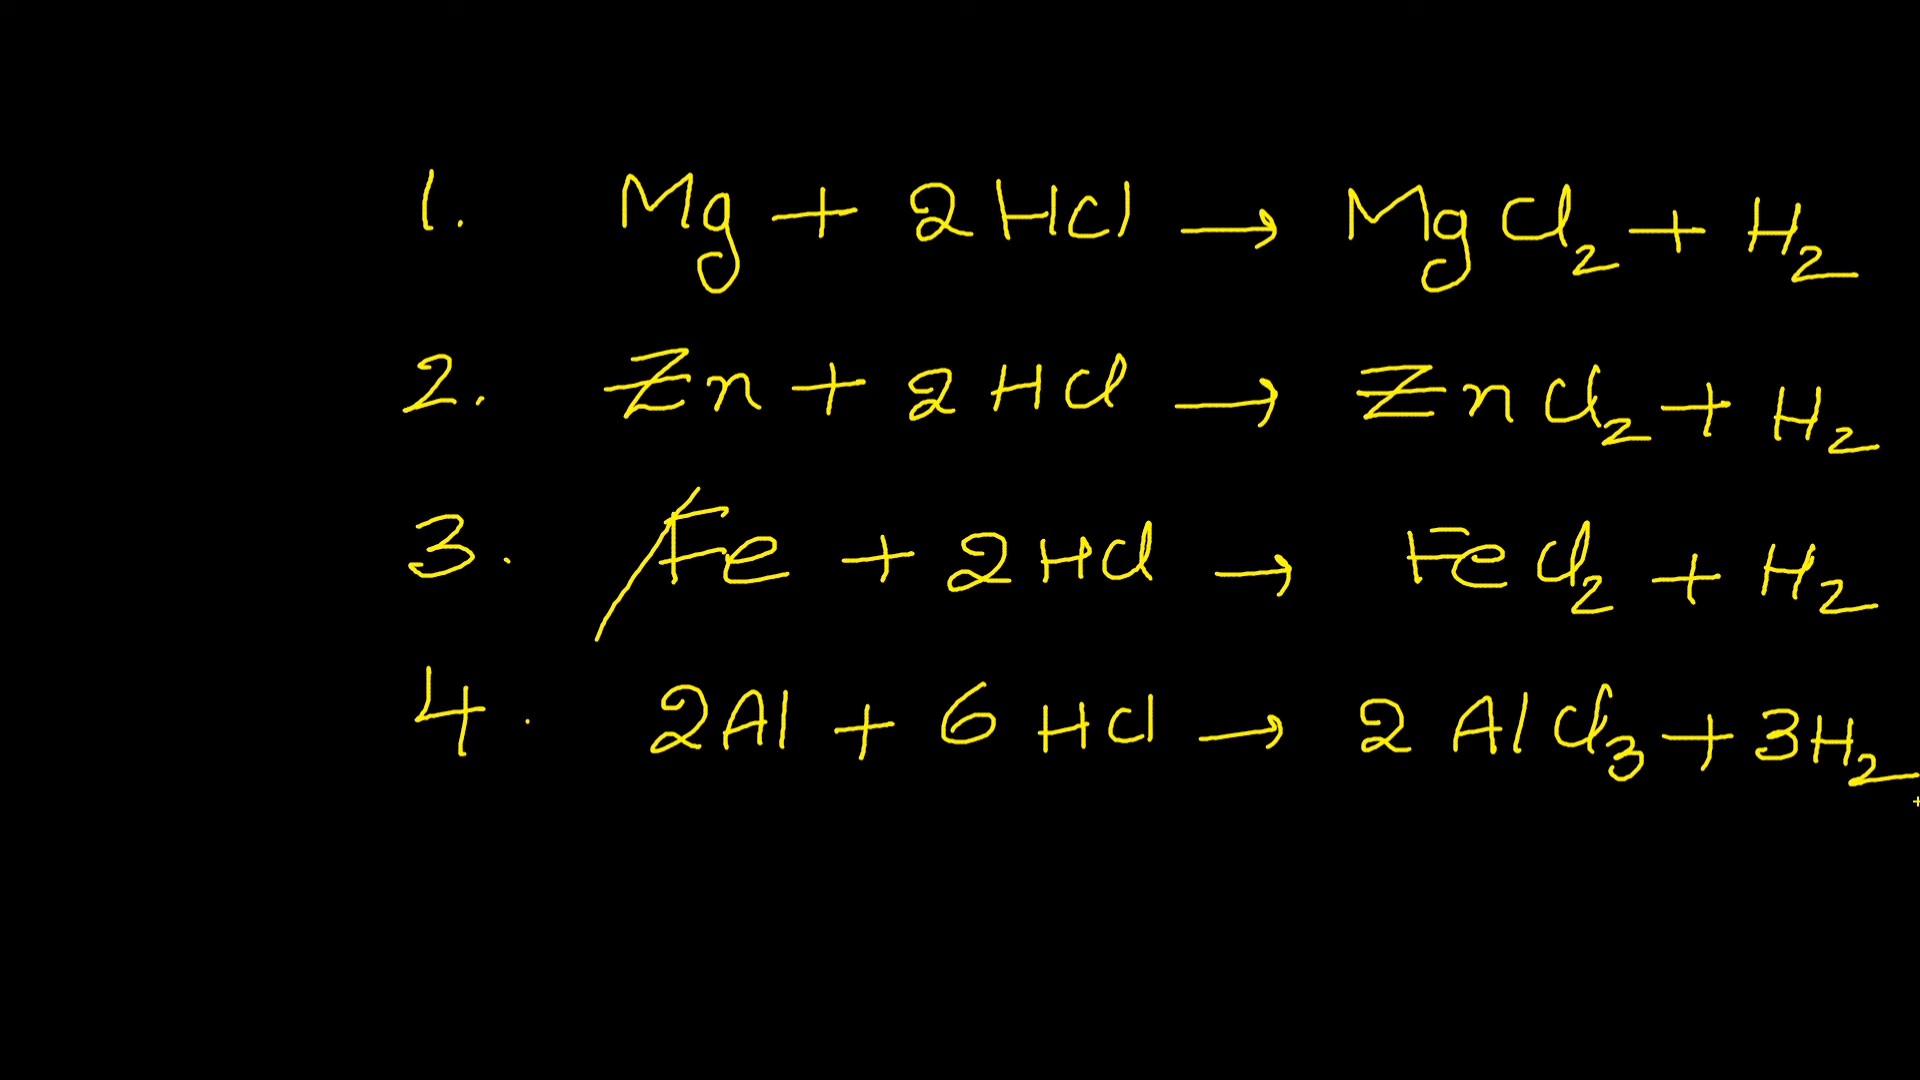 1. Mg + 2HCl → MgCl₂ + H₂
2. Zn + 2HCl → ZnCl₂ + H₂
3. Fe + 2HCl → FeCl₂ + H₂
4. 2Al + 6HCl → 2AlCl₃ + 3H₂